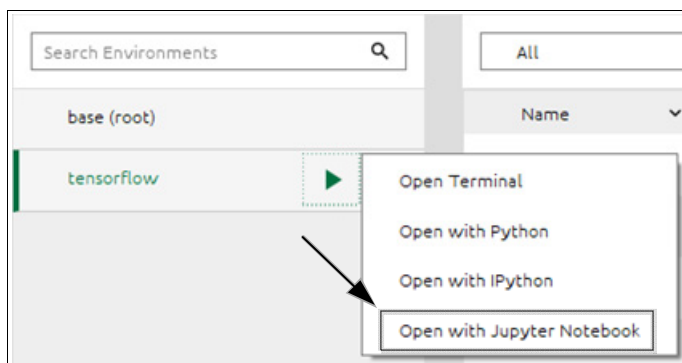 Search Environments
All
base (root)
Name
tensorflow
Open Terminal
Open with Python
Open with IPython
Open with Jupyter Notebook